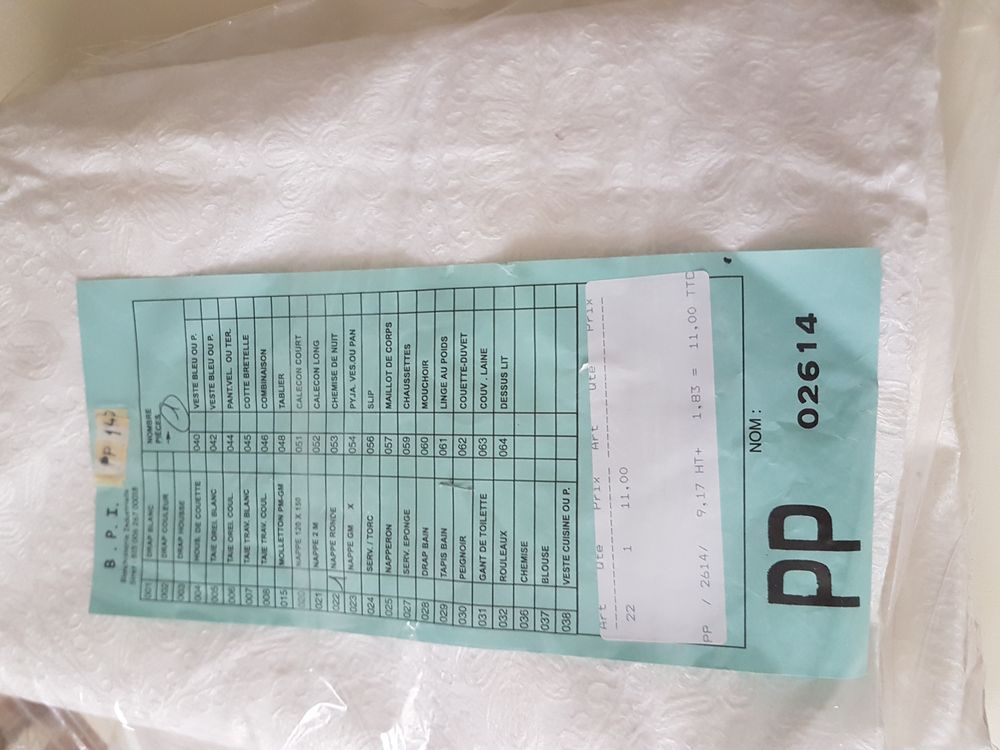 PP 142
B. P. I.
NOMBRE
PIÈCES
1
001 DRAP BLANC
002 DRAP COULEUR
003 DRAP HOUSSE
004 HOUS. DE COUETTE 040 VESTE BLEU OU P.
005 TAIE OREI. BLANC 042 VESTE BLEU OU P.
006 TAIE OREI. COUL. 044 PANT.VEL. OU TER.
007 TAIE TRAV. BLANC 045 COTTE BRETELLE
008 TAIE TRAV. COUL. 046 COMBINAISON
015 MOLLETON PM-GM 048 TABLIER
020 NAPPE 120 X 150 051 CALECON COURT
021 NAPPE 2 M 052 CALECON LONG
022 1 NAPPE RONDE 053 CHEMISE DE NUIT
023 NAPPE GM X 054 PYJA. VES.OU PAN
024 SERV. / TORC 056 SLIP
025 NAPPERON 057 MAILLOT DE CORPS
027 SERV. EPONGE 059 CHAUSSETTES
028 DRAP BAIN 060 MOUCHOIR
029 TAPIS BAIN 061 LINGE AU POIDS
030 PEIGNOIR 062 COUETTE-DUVET
031 GANT DE TOILETTE 063 COUV. LAINE
032 ROULEAUX 064 DESSUS LIT
036 CHEMISE
037 BLOUSE
038 VESTE CUISINE OU P.
Art Qte Prix Art Qte Prix
22 1 11.00
PP / 2614/ 9.17 HT+ 1.83 = 11.00 TTC
NOM :
PP 02614